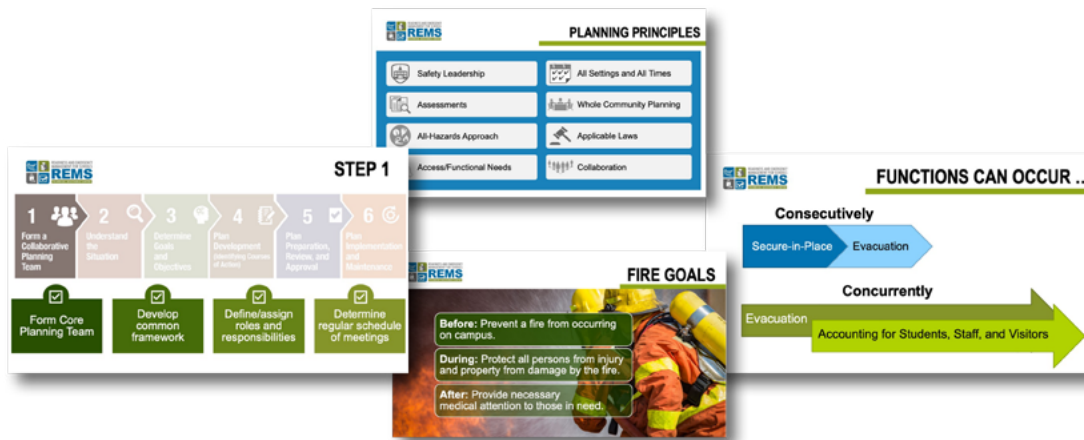 REMS
PLANNING PRINCIPLES
Safety Leadership
All Settings and All Times
Assessments
Whole Community Planning
All-Hazards Approach
Applicable Laws
Access/Functional Needs
Collaboration
REMS
STEP 1
1
Form a
Collaborative
Planning
Team
2
Understand
the
Situation
3
Determine
Goals
and
Objectives
4
Plan
Development
(Identifying Courses
of Action)
5
Plan
Preparation,
Review, and
Approval
6
Plan
Implementation
and
Maintenance
Form Core
Planning Team
Develop
common
framework
Define/assign
roles and
responsibilities
Determine
regular schedule
of meetings
REMS
FIRE GOALS
Before: Prevent a fire from occurring
on campus.
During: Protect all persons from injury
and property from damage by the fire.
After: Provide necessary
medical attention to those in need.
REMS
FUNCTIONS CAN OCCUR ...
Consecutively
Secure-in-Place
Evacuation
Concurrently
Evacuation
Accounting for Students, Staff, and Visitors